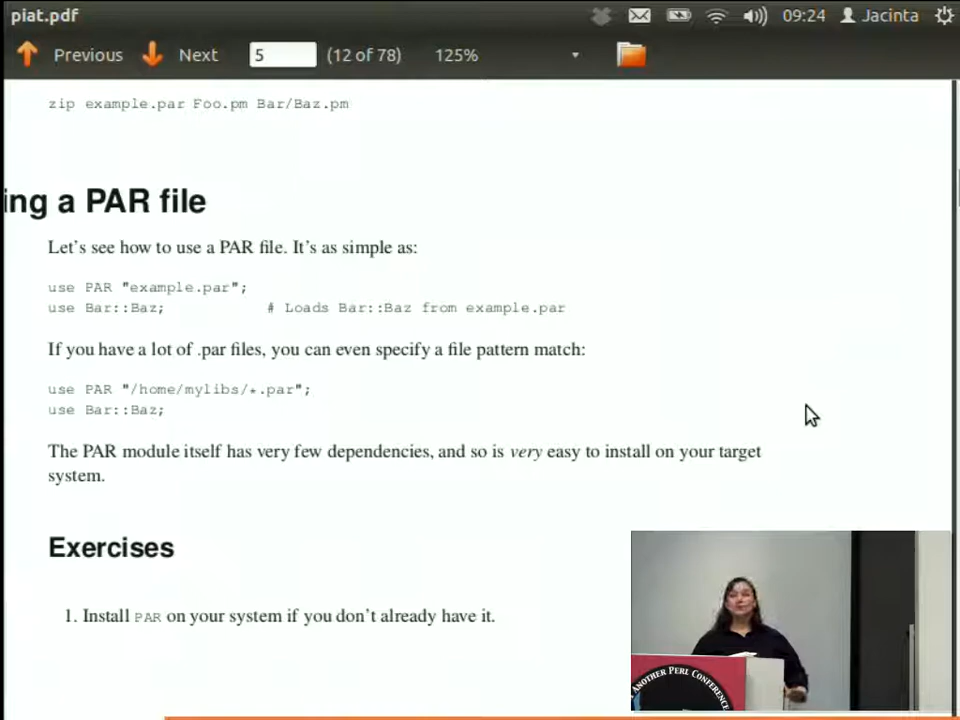 piat.pdf
09:24 Jacinta
Previous Next 5 (12 of 78) 125%
zip example.par Foo.pm Bar/Baz.pm
ing a PAR file
Let's see how to use a PAR file. It's as simple as:
use PAR "example.par";
use Bar::Baz; # Loads Bar::Baz from example.par
If you have a lot of .par files, you can even specify a file pattern match:
use PAR "/home/mylibs/*.par";
use Bar::Baz;
The PAR module itself has very few dependencies, and so is very easy to install on your target
system.
Exercises
1. Install PAR on your system if you don't already have it.
ANOTHER PERL CONFERENCE